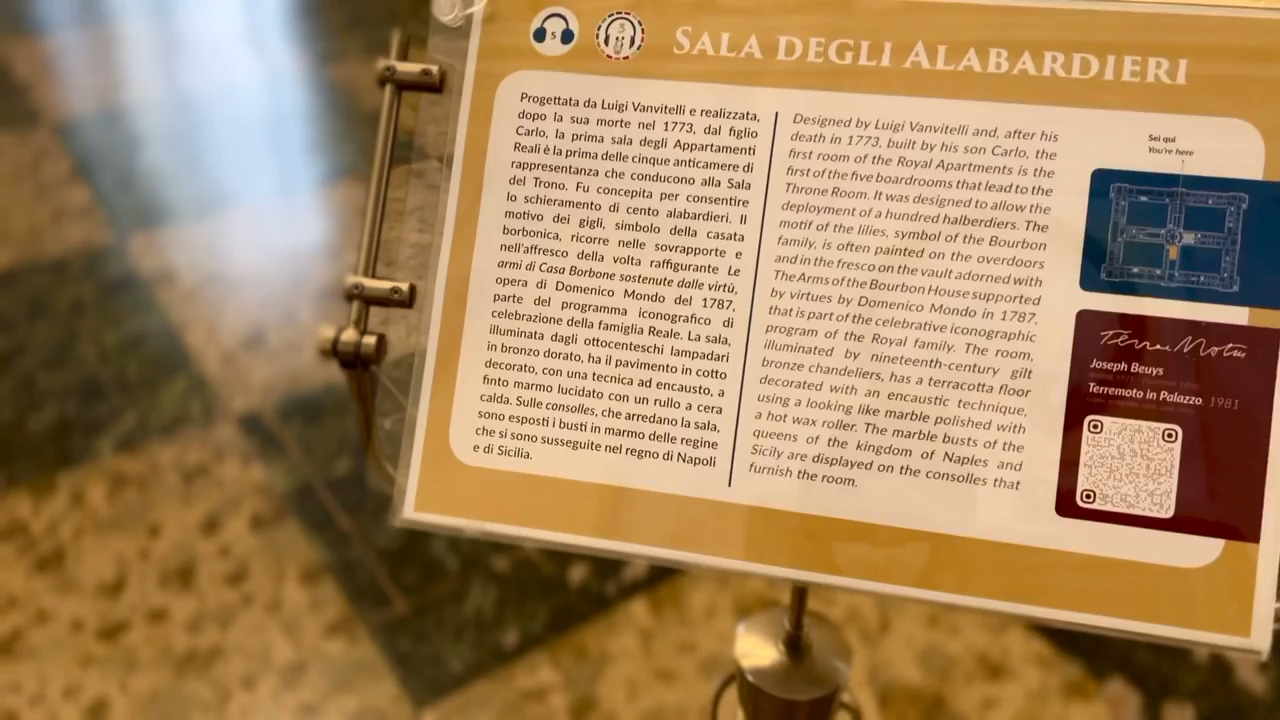 5
3
SALA DEGLI ALABARDIERI
Progettata da Luigi Vanvitelli e realizzata,
dopo la sua morte nel 1773, dal figlio
Carlo, la prima sala degli Appartamenti
Reali è la prima delle cinque anticamere di
rappresentanza che conducono alla Sala
del Trono. Fu concepita per consentire
lo schieramento di cento alabardieri. Il
motivo dei gigli, simbolo della casata
borbonica, ricorre nelle sovrapporte e
nell'affresco della volta raffigurante Le
armi di Casa Borbone sostenute dalle virtù,
opera di Domenico Mondo del 1787,
parte del programma iconografico di
celebrazione della famiglia Reale. La sala,
illuminata dagli ottocenteschi lampadari
in bronzo dorato, ha il pavimento in cotto
decorato, con una tecnica ad encausto, a
finto marmo lucidato con un rullo a cera
calda. Sulle consolles, che arredano la sala,
sono esposti i busti in marmo delle regine
che si sono susseguite nel regno di Napoli
e di Sicilia.
Designed by Luigi Vanvitelli and, after his
death in 1773, built by his son Carlo, the
first room of the Royal Apartments is the
first of the five boardrooms that lead to the
Throne Room. It was designed to allow the
deployment of a hundred halberdiers. The
motif of the lilies, symbol of the Bourbon
family, is often painted on the overdoors
and in the fresco on the vault adorned with
The Arms of the Bourbon House supported
by virtues by Domenico Mondo in 1787,
that is part of the celebrative iconographic
program of the Royal family. The room,
illuminated by nineteenth-century gilt
bronze chandeliers, has a terracotta floor
decorated with an encaustic technique,
using a looking like marble polished with
a hot wax roller. The marble busts of the
queens of the kingdom of Naples and
Sicily are displayed on the consolles that
furnish the room.
Sei qui
You're here
Terrae Motus
Joseph Beuys
Terremoto in Palazzo, 1981